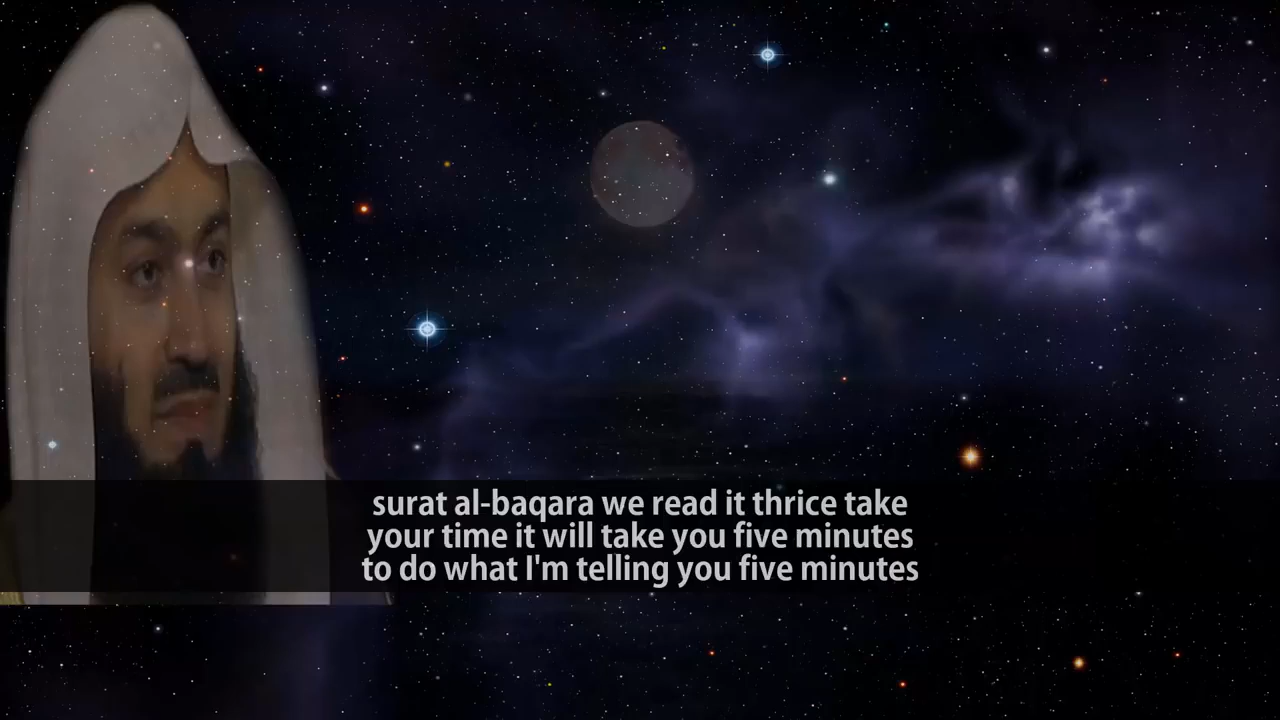 surat al-baqara we read it thrice take
your time it will take you five minutes
to do what I'm telling you five minutes